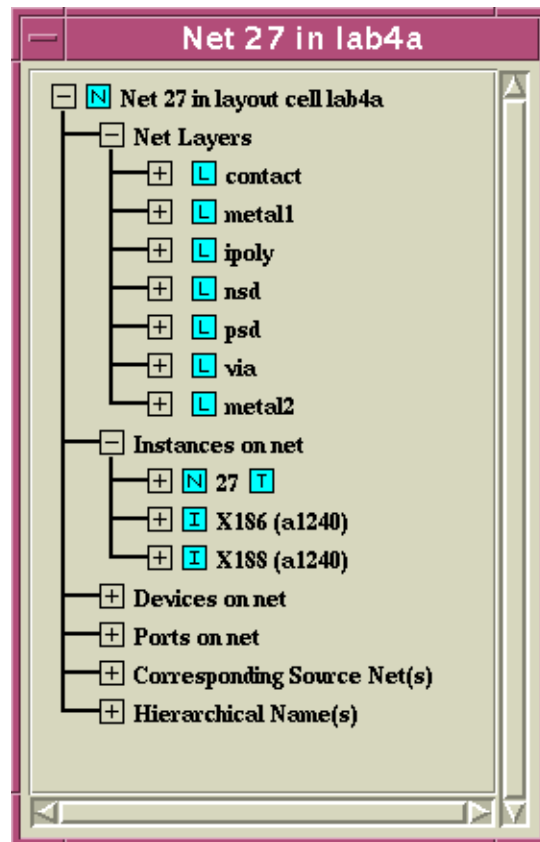 Net 27 in lab4a
N Net 27 in layout cell lab4a
Net Layers
L contact
L metal1
L ipoly
L nsd
L psd
L via
L metal2
Instances on net
N 27 T
I X186 (a1240)
I X188 (a1240)
Devices on net
Ports on net
Corresponding Source Net(s)
Hierarchical Name(s)